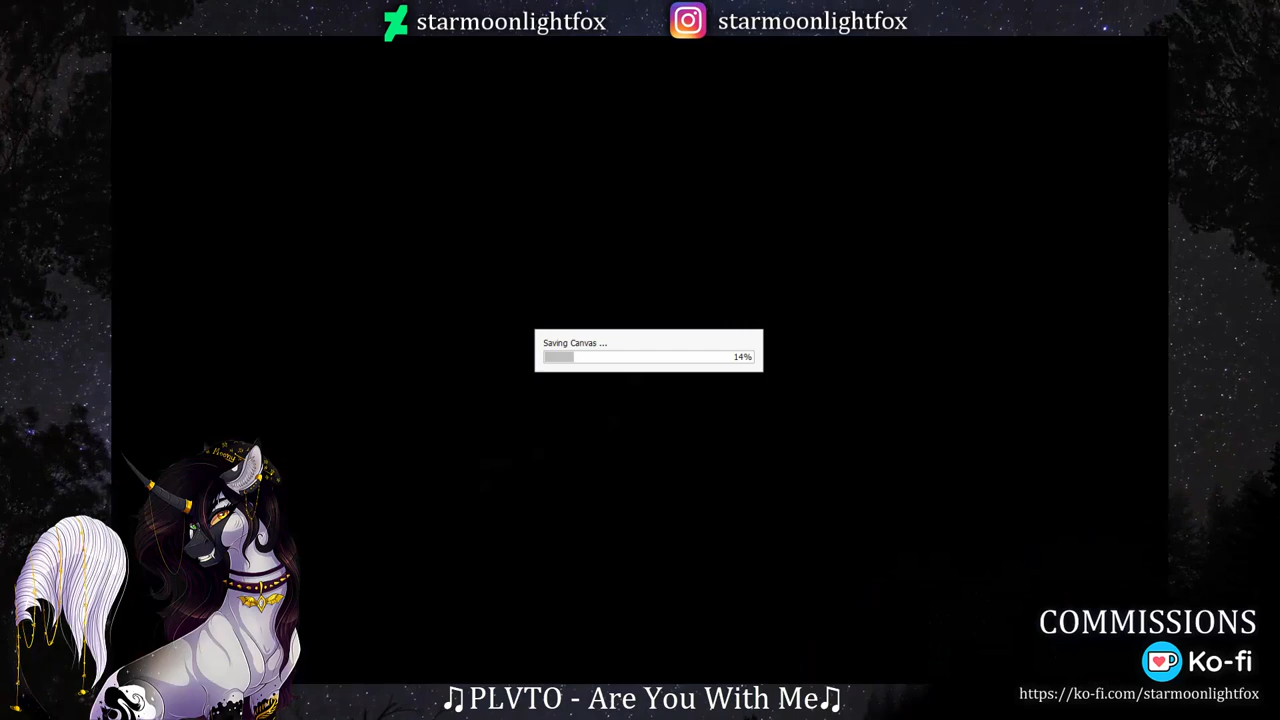 starmoonlightfox
starmoonlightfox
Saving Canvas ...
14%
COMMISSIONS
Ko-fi
https://ko-fi.com/starmoonlightfox
♫PLVTO - Are You With Me♫